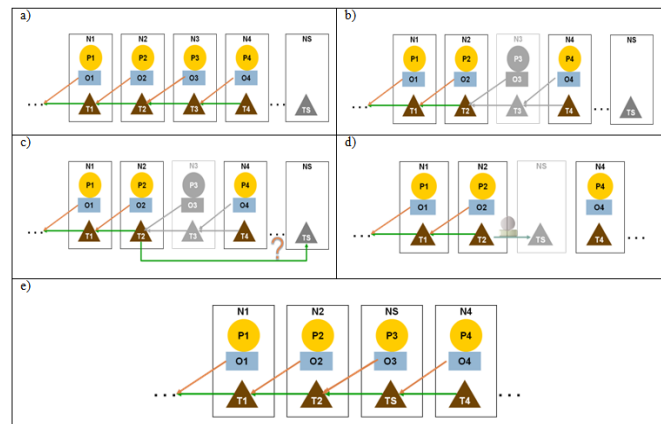 a)
N1 N2 N3 N4 NS
P1 P2 P3 P4
O1 O2 O3 O4
... T1 T2 T3 T4 ... TS
b)
N1 N2 N3 N4 NS
P1 P2 P3 P4
O1 O2 O3 O4
... T1 T2 T3 T4 ... TS
c)
N1 N2 N3 N4 NS
P1 P2 P3 P4
O1 O2 O3 O4
... T1 T2 T3 T4 ... TS
?
d)
N1 N2 NS N4
P1 P2 P4
O1 O2 O4
... T1 T2 TS T4 ...
e)
N1 N2 NS N4
P1 P2 P3 P4
O1 O2 O3 O4
... T1 T2 TS T4 ...